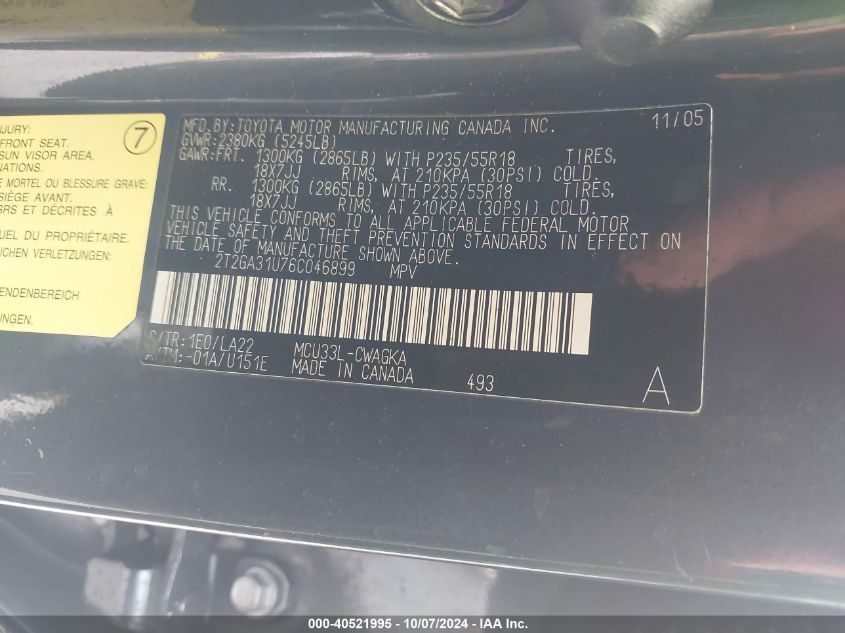 NJURY:
FRONT SEAT.
SUN VISOR AREA.
NATIONS.
E MORTEL OU BLESSURE GRAVE:
SIÈGE AVANT.
GRS ET DÉCRITES À
UEL DU PROPRIÉTAIRE.
LICHEN VERLETZUNGEN:
ENDENBEREICH
UNGEN.
7
MFD.BY:TOYOTA MOTOR MANUFACTURING CANADA INC. 11/05
GVWR:2380KG (5245LB)
GAWR:FRT. 1300KG (2865LB) WITH P235/55R18 TIRES,
18X7JJ RIMS, AT 210KPA (30PSI) COLD.
RR. 1300KG (2865LB) WITH P235/55R18 TIRES,
18X7JJ RIMS, AT 210KPA (30PSI) COLD.
THIS VEHICLE CONFORMS TO ALL APPLICABLE FEDERAL MOTOR
VEHICLE SAFETY AND THEFT PREVENTION STANDARDS IN EFFECT ON
THE DATE OF MANUFACTURE SHOWN ABOVE.
2T2GA31U76C046899 MPV
C/TR:1E0/LA22 MCU33L-CWAGKA
A/TM:-01A/U151E MADE IN CANADA 493 A
000-40521995 - 10/07/2024 - IAA Inc.